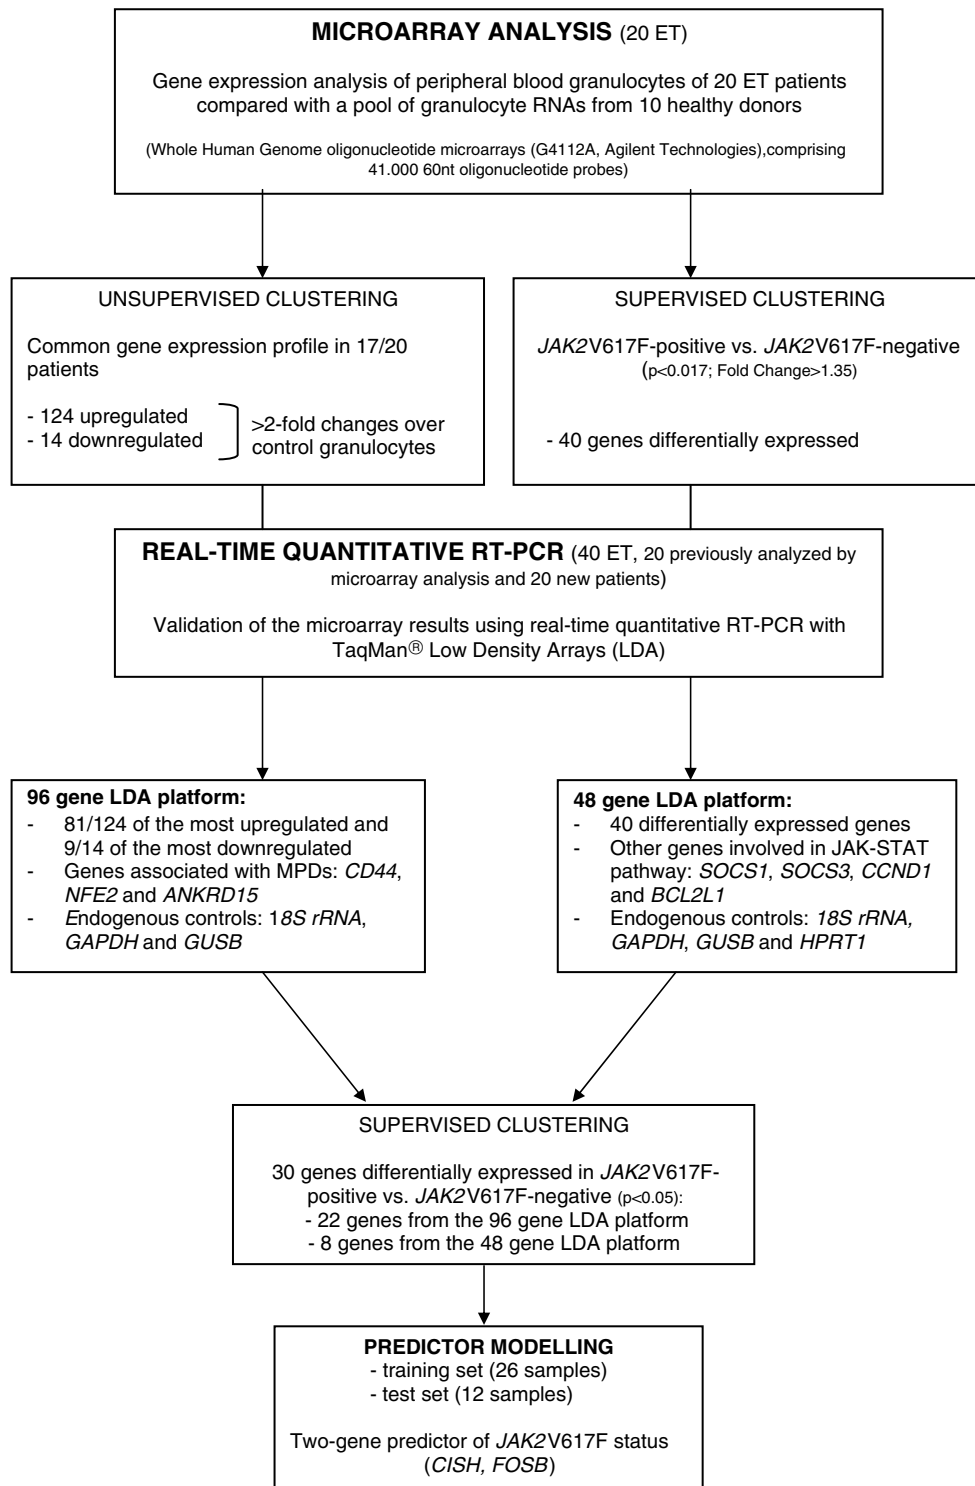 MICROARRAY ANALYSIS (20 ET)
Gene expression analysis of peripheral blood granulocytes of 20 ET patients
compared with a pool of granulocyte RNAs from 10 healthy donors
(Whole Human Genome oligonucleotide microarrays (G4112A, Agilent Technologies),comprising
41.000 60nt oligonucleotide probes)
UNSUPERVISED CLUSTERING
Common gene expression profile in 17/20
patients
- 124 upregulated
- 14 downregulated
>2-fold changes over
control granulocytes
SUPERVISED CLUSTERING
JAK2V617F-positive vs. JAK2V617F-negative
(p<0.017; Fold Change>1.35)
- 40 genes differentially expressed
REAL-TIME QUANTITATIVE RT-PCR (40 ET, 20 previously analyzed by
microarray analysis and 20 new patients)
Validation of the microarray results using real-time quantitative RT-PCR with
TaqMan® Low Density Arrays (LDA)
96 gene LDA platform:
- 81/124 of the most upregulated and
9/14 of the most downregulated
- Genes associated with MPDs: CD44,
NFE2 and ANKRD15
- Endogenous controls: 18S rRNA,
GAPDH and GUSB
48 gene LDA platform:
- 40 differentially expressed genes
- Other genes involved in JAK-STAT
pathway: SOCS1, SOCS3, CCND1
and BCL2L1
- Endogenous controls: 18S rRNA,
GAPDH, GUSB and HPRT1
SUPERVISED CLUSTERING
30 genes differentially expressed in JAK2V617F-
positive vs. JAK2V617F-negative (p<0.05):
- 22 genes from the 96 gene LDA platform
- 8 genes from the 48 gene LDA platform
PREDICTOR MODELLING
- training set (26 samples)
- test set (12 samples)
Two-gene predictor of JAK2V617F status
(CISH, FOSB)